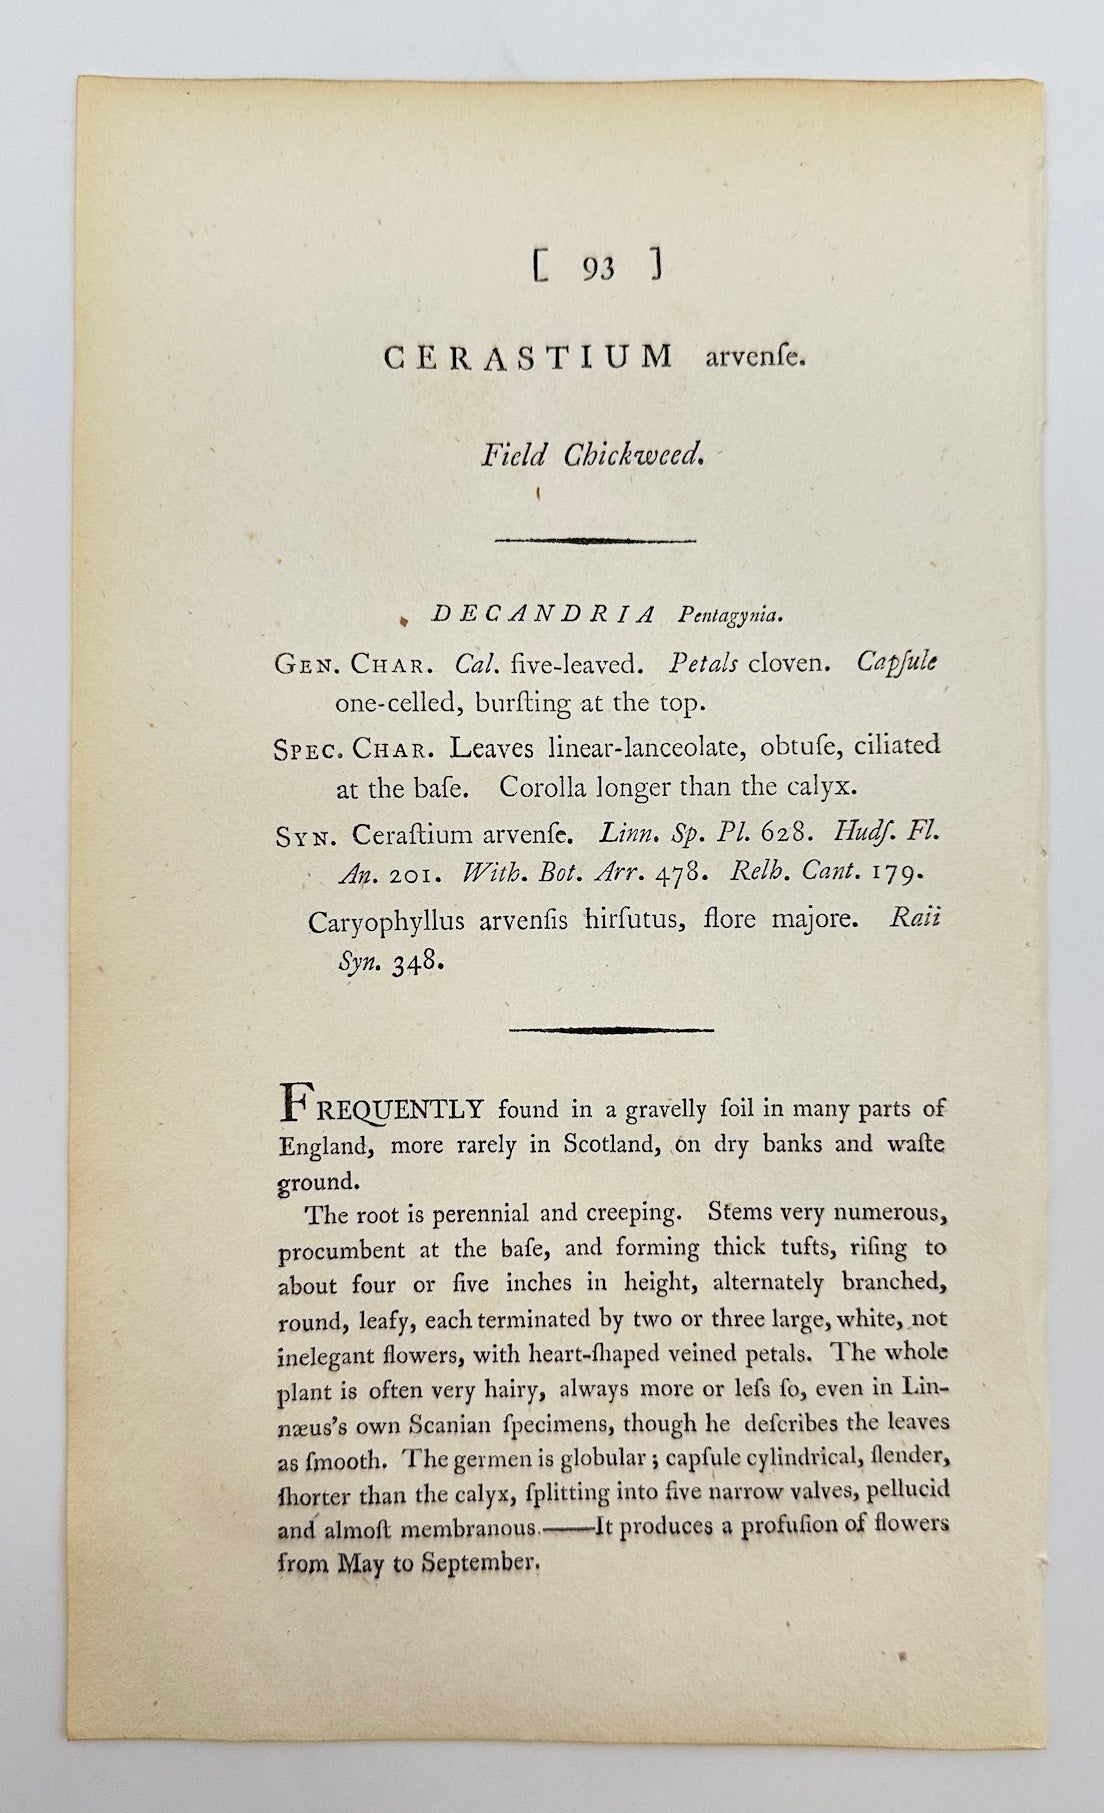 [ 93 ]
CERASTIUM arvenſe.
Field Chickweed.
DECANDRIA Pentagynia.
GEN. CHAR. Cal. five-leaved. Petals cloven. Capſule
one-celled, burſting at the top.
SPEC. CHAR. Leaves linear-lanceolate, obtuſe, ciliated
at the baſe. Corolla longer than the calyx.
SYN. Ceraſtium arvenſe. Linn. Sp. Pl. 628. Hudſ. Fl.
An. 201. With. Bot. Arr. 478. Relh. Cant. 179.
Caryophyllus arvenſis hirſutus, flore majore. Raii
Syn. 348.
FREQUENTLY found in a gravelly ſoil in many parts of
England, more rarely in Scotland, on dry banks and waſte
ground.
The root is perennial and creeping. Stems very numerous,
procumbent at the baſe, and forming thick tufts, riſing to
about four or five inches in height, alternately branched,
round, leafy, each terminated by two or three large, white, not
inelegant flowers, with heart-ſhaped veined petals. The whole
plant is often very hairy, always more or leſs ſo, even in Lin-
næus's own Scanian ſpecimens, though he deſcribes the leaves
as ſmooth. The germen is globular; capſule cylindrical, ſlender,
ſhorter than the calyx, ſplitting into five narrow valves, pellucid
and almoſt membranous.——It produces a profuſion of flowers
from May to September.